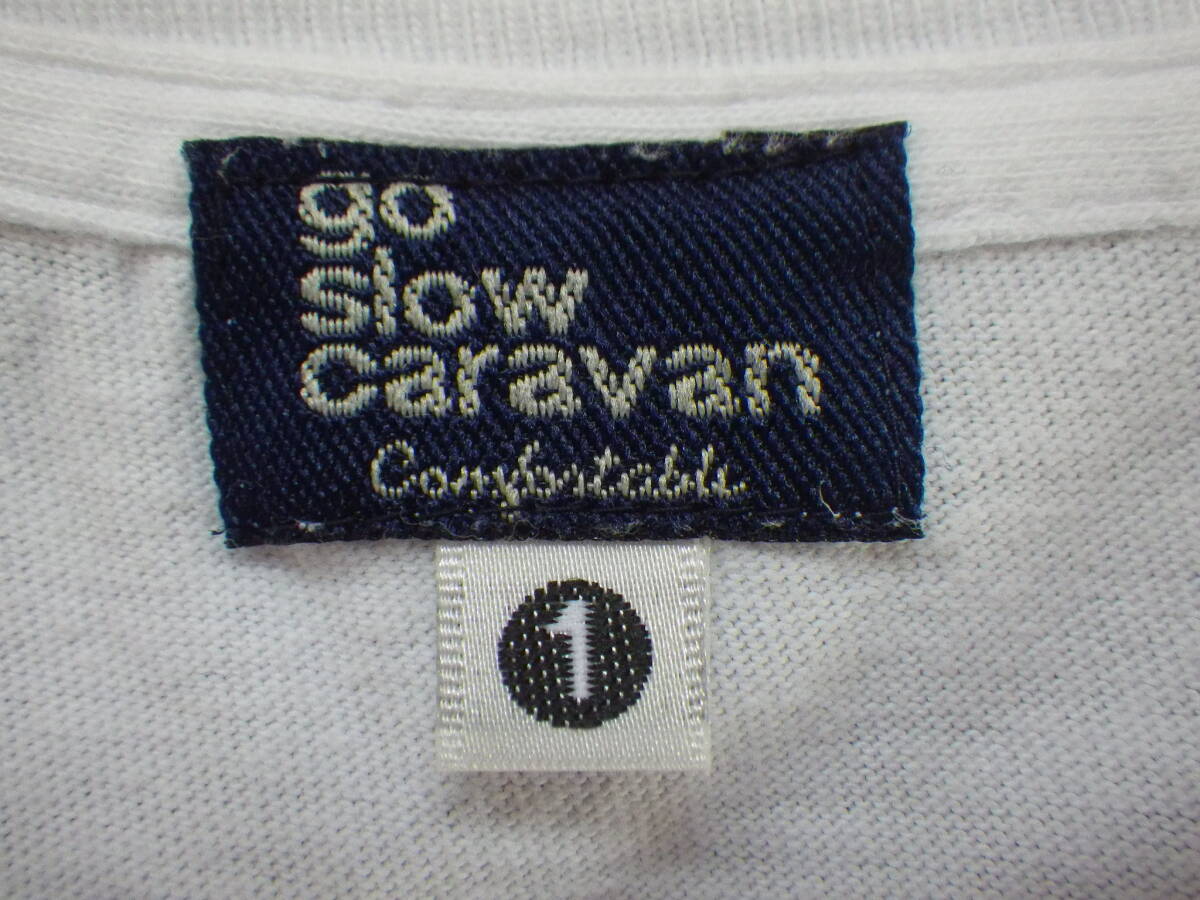 go
slow
caravan
Comfortable
1